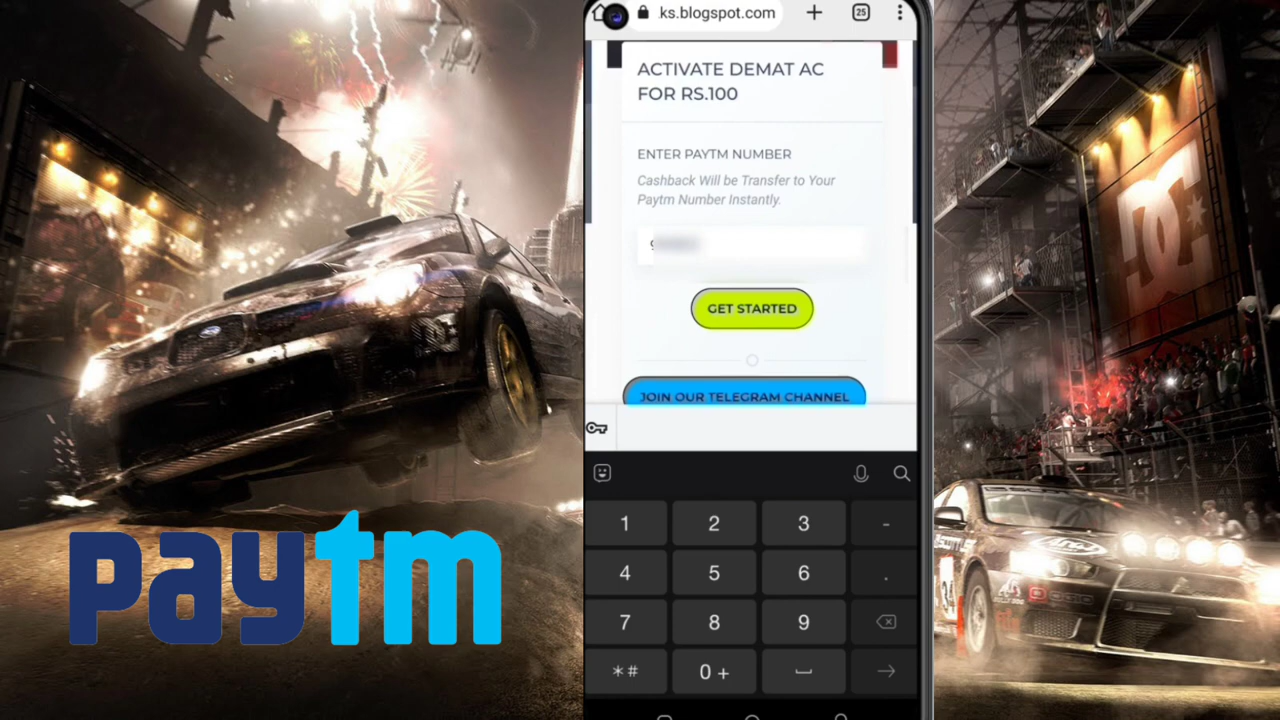 ks.blogspot.com
25
ACTIVATE DEMAT AC
FOR RS.100
ENTER PAYTM NUMBER
Cashback Will be Transfer to Your
Paytm Number Instantly.
GET STARTED
JOIN OUR TELEGRAM CHANNEL
1 2 3 -
4 5 6 .
7 8 9
*# 0 +
paytm
DC